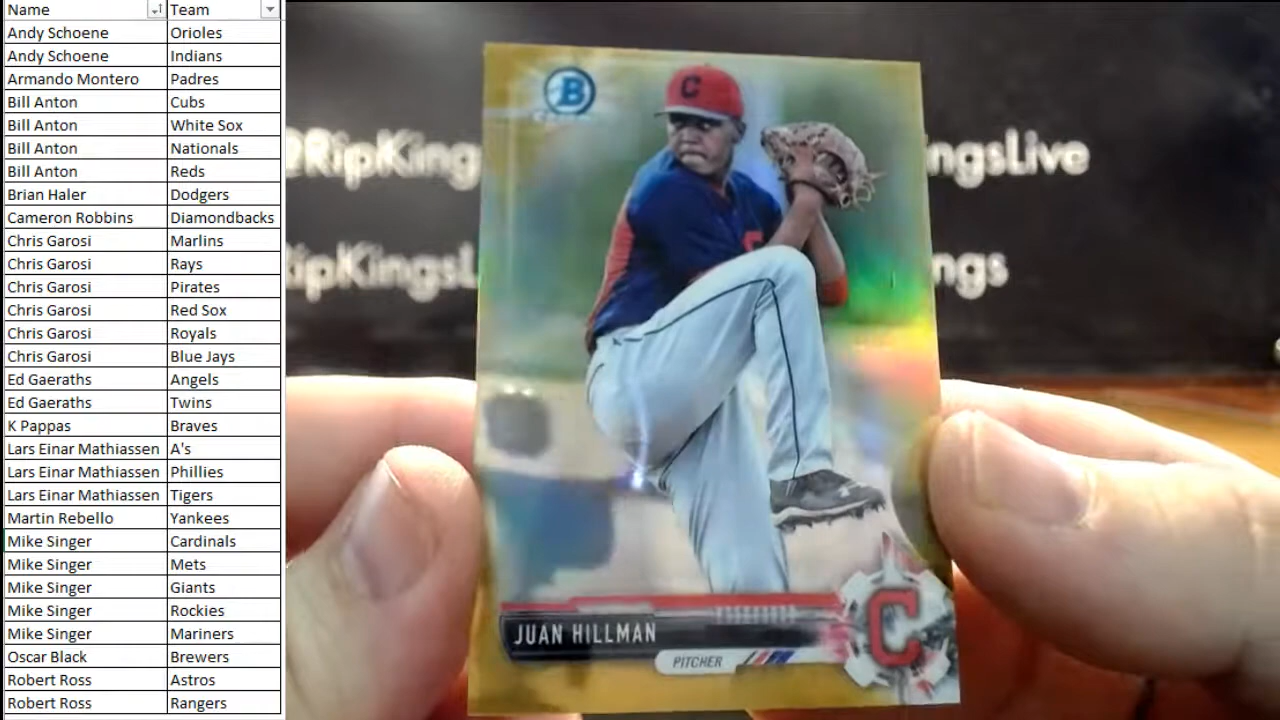 Name Team
Andy Schoene Orioles
Andy Schoene Indians
Armando Montero Padres
Bill Anton Cubs
Bill Anton White Sox
Bill Anton Nationals
Bill Anton Reds
Brian Haler Dodgers
Cameron Robbins Diamondbacks
Chris Garosi Marlins
Chris Garosi Rays
Chris Garosi Pirates
Chris Garosi Red Sox
Chris Garosi Royals
Chris Garosi Blue Jays
Ed Gaeraths Angels
Ed Gaeraths Twins
K Pappas Braves
Lars Einar Mathiassen A's
Lars Einar Mathiassen Phillies
Lars Einar Mathiassen Tigers
Martin Rebello Yankees
Mike Singer Cardinals
Mike Singer Mets
Mike Singer Giants
Mike Singer Rockies
Mike Singer Mariners
Oscar Black Brewers
Robert Ross Astros
Robert Ross Rangers
@RipKing
ngsLive
ipKingsL
ngs
B
C
JUAN HILLMAN
PITCHER
C